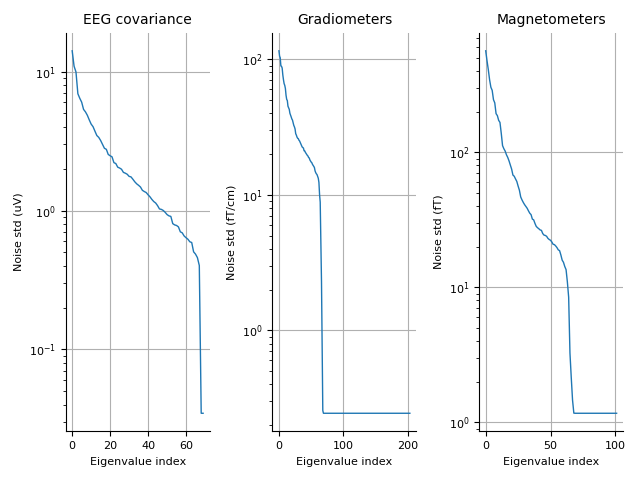 EEG covariance
Noise std (uV)
10¹
10⁰
10⁻¹
0 20 40 60
Eigenvalue index
Gradiometers
Noise std (fT/cm)
10²
10¹
10⁰
0 100 200
Eigenvalue index
Magnetometers
Noise std (fT)
10²
10¹
10⁰
0 50 100
Eigenvalue index